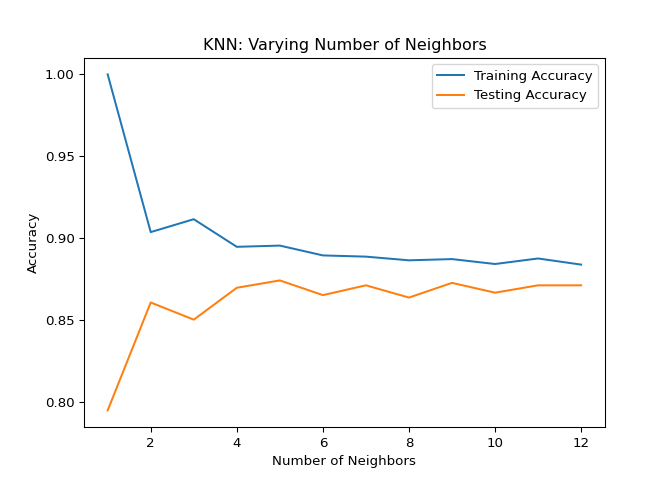 KNN: Varying Number of Neighbors
Training Accuracy
Testing Accuracy
1.00
0.95
0.90
0.85
0.80
Accuracy
2 4 6 8 10 12
Number of Neighbors